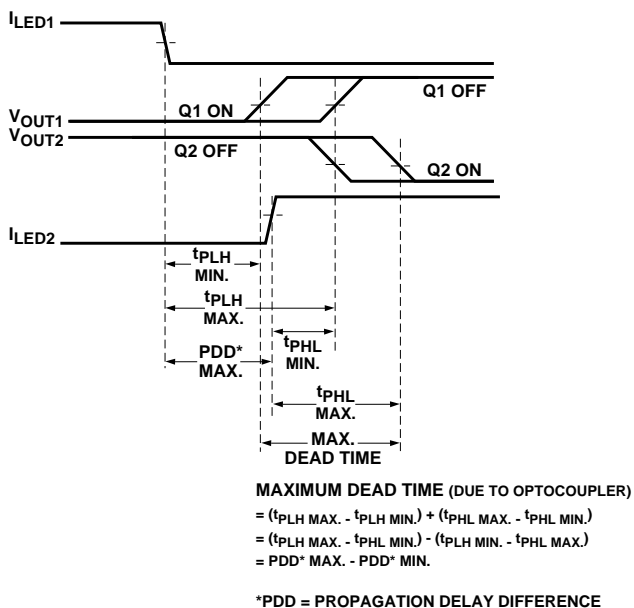 ILED1
Q1 ON
Q1 OFF
VOUT1
VOUT2
Q2 OFF
Q2 ON
ILED2
tPLH
MIN.
tPLH
MAX.
PDD*
MAX.
tPHL
MIN.
tPHL
MAX.
MAX.
DEAD TIME
MAXIMUM DEAD TIME (DUE TO OPTOCOUPLER)
= (tPLH MAX. - tPLH MIN.) + (tPHL MAX. - tPHL MIN.)
= (tPLH MAX. - tPHL MIN.) - (tPLH MIN. - tPHL MAX.)
= PDD* MAX. - PDD* MIN.
*PDD = PROPAGATION DELAY DIFFERENCE